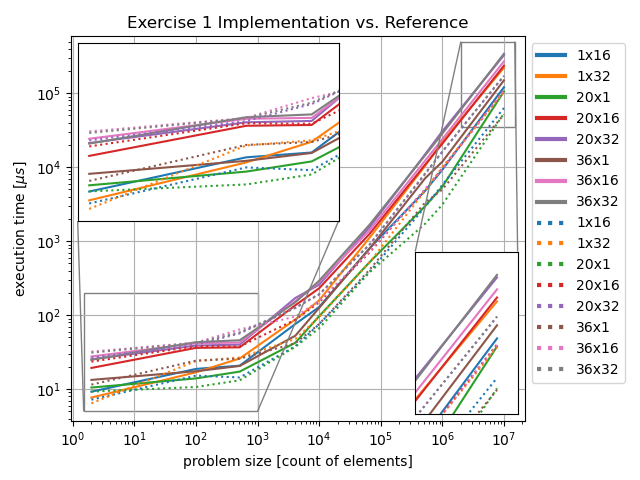 Exercise 1 Implementation vs. Reference
execution time [μs]
10^5
10^4
10^3
10^2
10^1
10^0 10^1 10^2 10^3 10^4 10^5 10^6 10^7
problem size [count of elements]
1x16
1x32
20x1
20x16
20x32
36x1
36x16
36x32
1x16
1x32
20x1
20x16
20x32
36x1
36x16
36x32